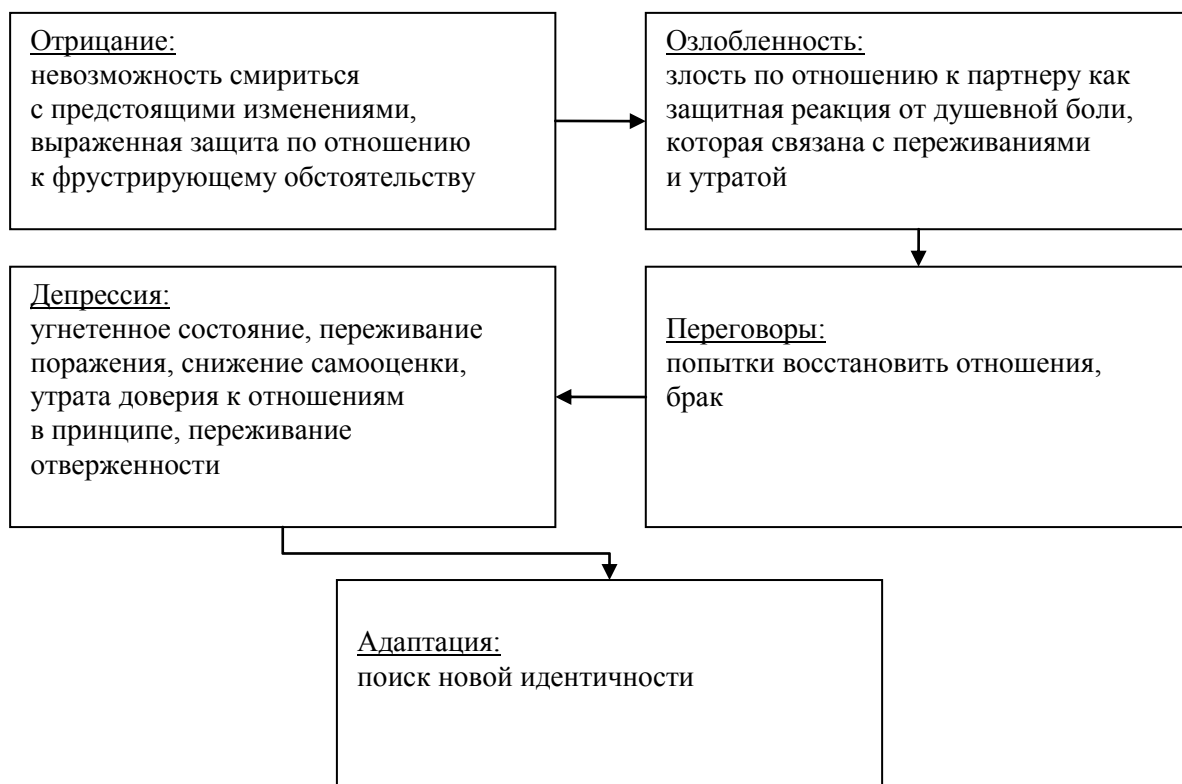 Отрицание:
невозможность смириться
с предстоящими изменениями,
выраженная защита по отношению
к фрустрирующему обстоятельству
Озлобленность:
злость по отношению к партнеру как
защитная реакция от душевной боли,
которая связана с переживаниями
и утратой
Переговоры:
попытки восстановить отношения,
брак
Депрессия:
угнетенное состояние, переживание
поражения, снижение самооценки,
утрата доверия к отношениям
в принципе, переживание
отверженности
Адаптация:
поиск новой идентичности